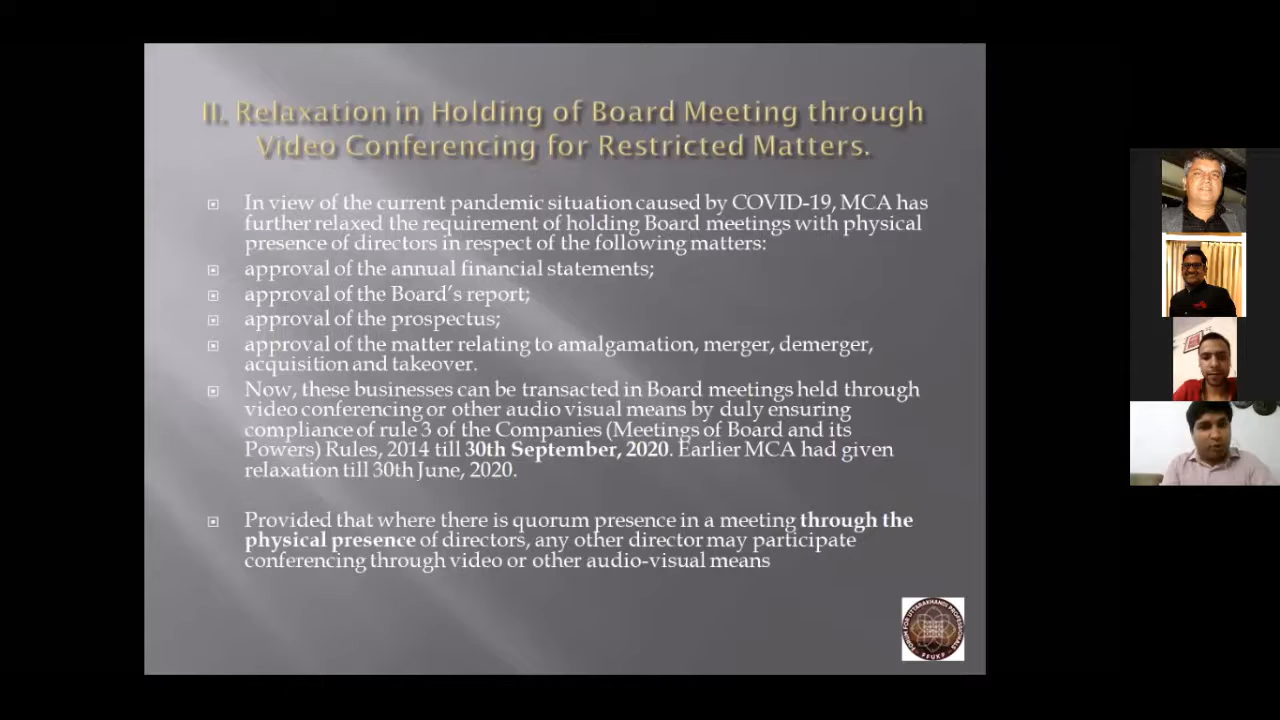 II. Relaxation in Holding of Board Meeting through
Video Conferencing for Restricted Matters.
In view of the current pandemic situation caused by COVID-19, MCA has
further relaxed the requirement of holding Board meetings with physical
presence of directors in respect of the following matters:
approval of the annual financial statements;
approval of the Board's report;
approval of the prospectus;
approval of the matter relating to amalgamation, merger, demerger,
acquisition and takeover.
Now, these businesses can be transacted in Board meetings held through
video conferencing or other audio visual means by duly ensuring
compliance of rule 3 of the Companies (Meetings of Board and its
Powers) Rules, 2014 till 30th September, 2020. Earlier MCA had given
relaxation till 30th June, 2020.
Provided that where there is quorum presence in a meeting through the
physical presence of directors, any other director may participate
conferencing through video or other audio-visual means
FORUM FOR UTTARAKHAND PROFESSIONALS
FFUKP